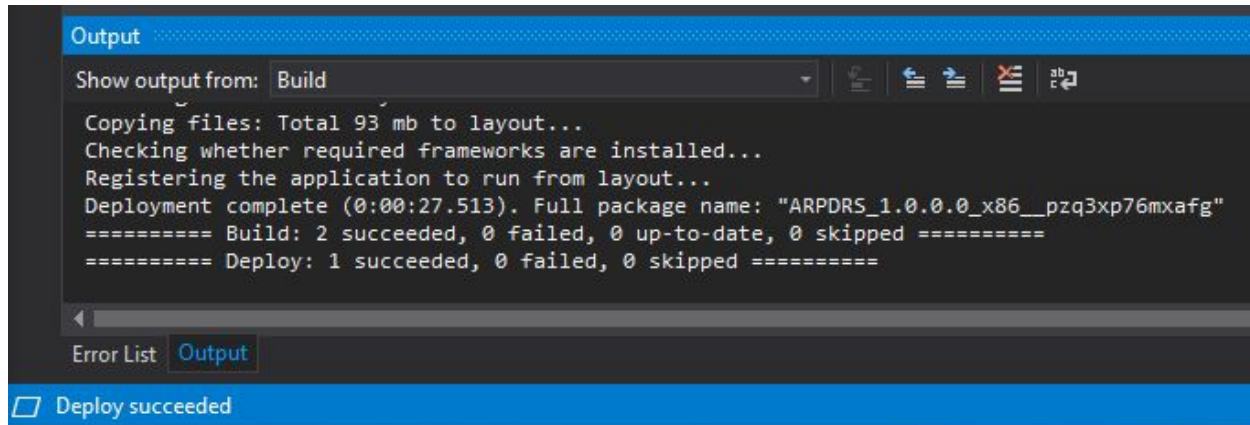 Output
Show output from: Build
Copying files: Total 93 mb to layout...
Checking whether required frameworks are installed...
Registering the application to run from layout...
Deployment complete (0:00:27.513). Full package name: "ARPDRS_1.0.0.0_x86__pzq3xp76mxafg"
========== Build: 2 succeeded, 0 failed, 0 up-to-date, 0 skipped ==========
========== Deploy: 1 succeeded, 0 failed, 0 skipped ==========
Error List Output
Deploy succeeded